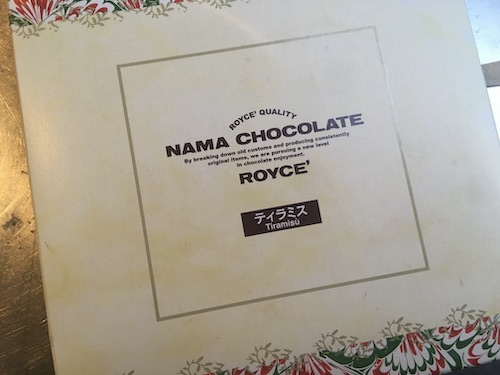 ROYCE' QUALITY
NAMA CHOCOLATE
By breaking down old customs and producing consistently
original items, we are pursuing a new level
in chocolate enjoyment.
ROYCE'
ティラミス
Tiramisù